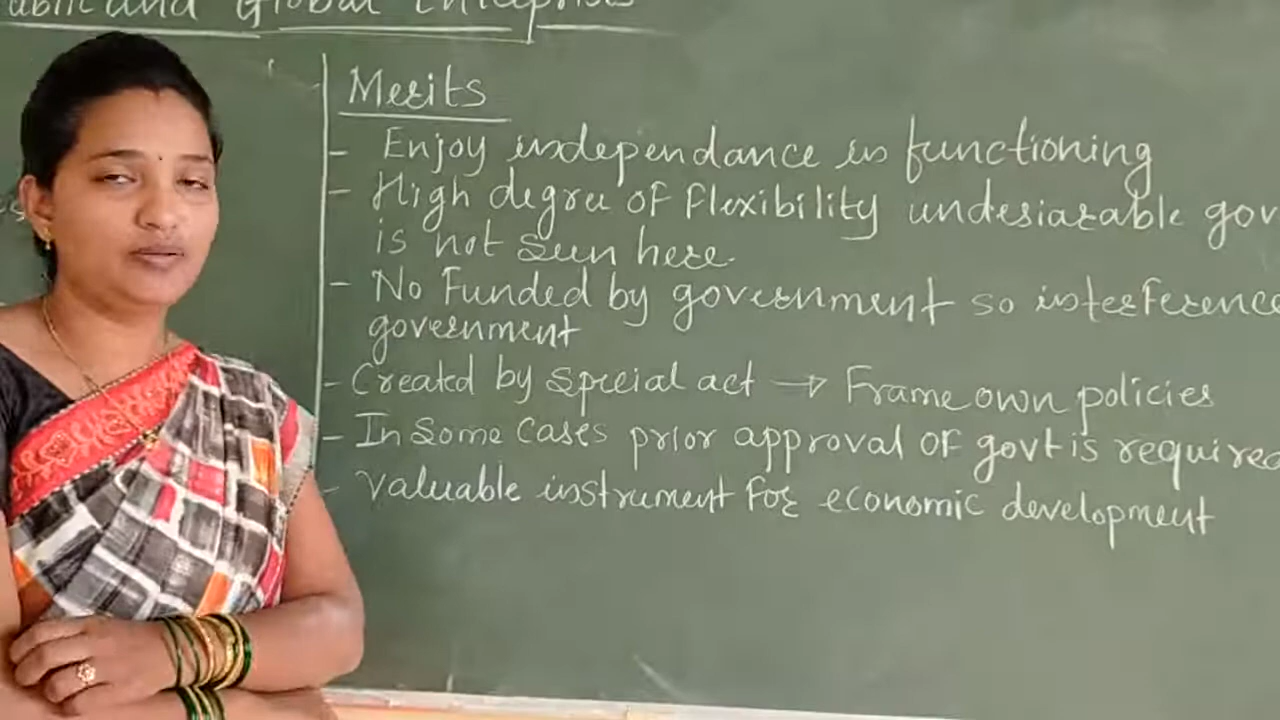 and Global Enterprises
Merits
- Enjoy independance in functioning
- High degree of Flexibility undesiarable gov
is not seen here.
- No Funded by government so interference
government
- Created by special act → Frame own policies
- In some cases prior approval of govt is required
- Valuable instrument for economic development